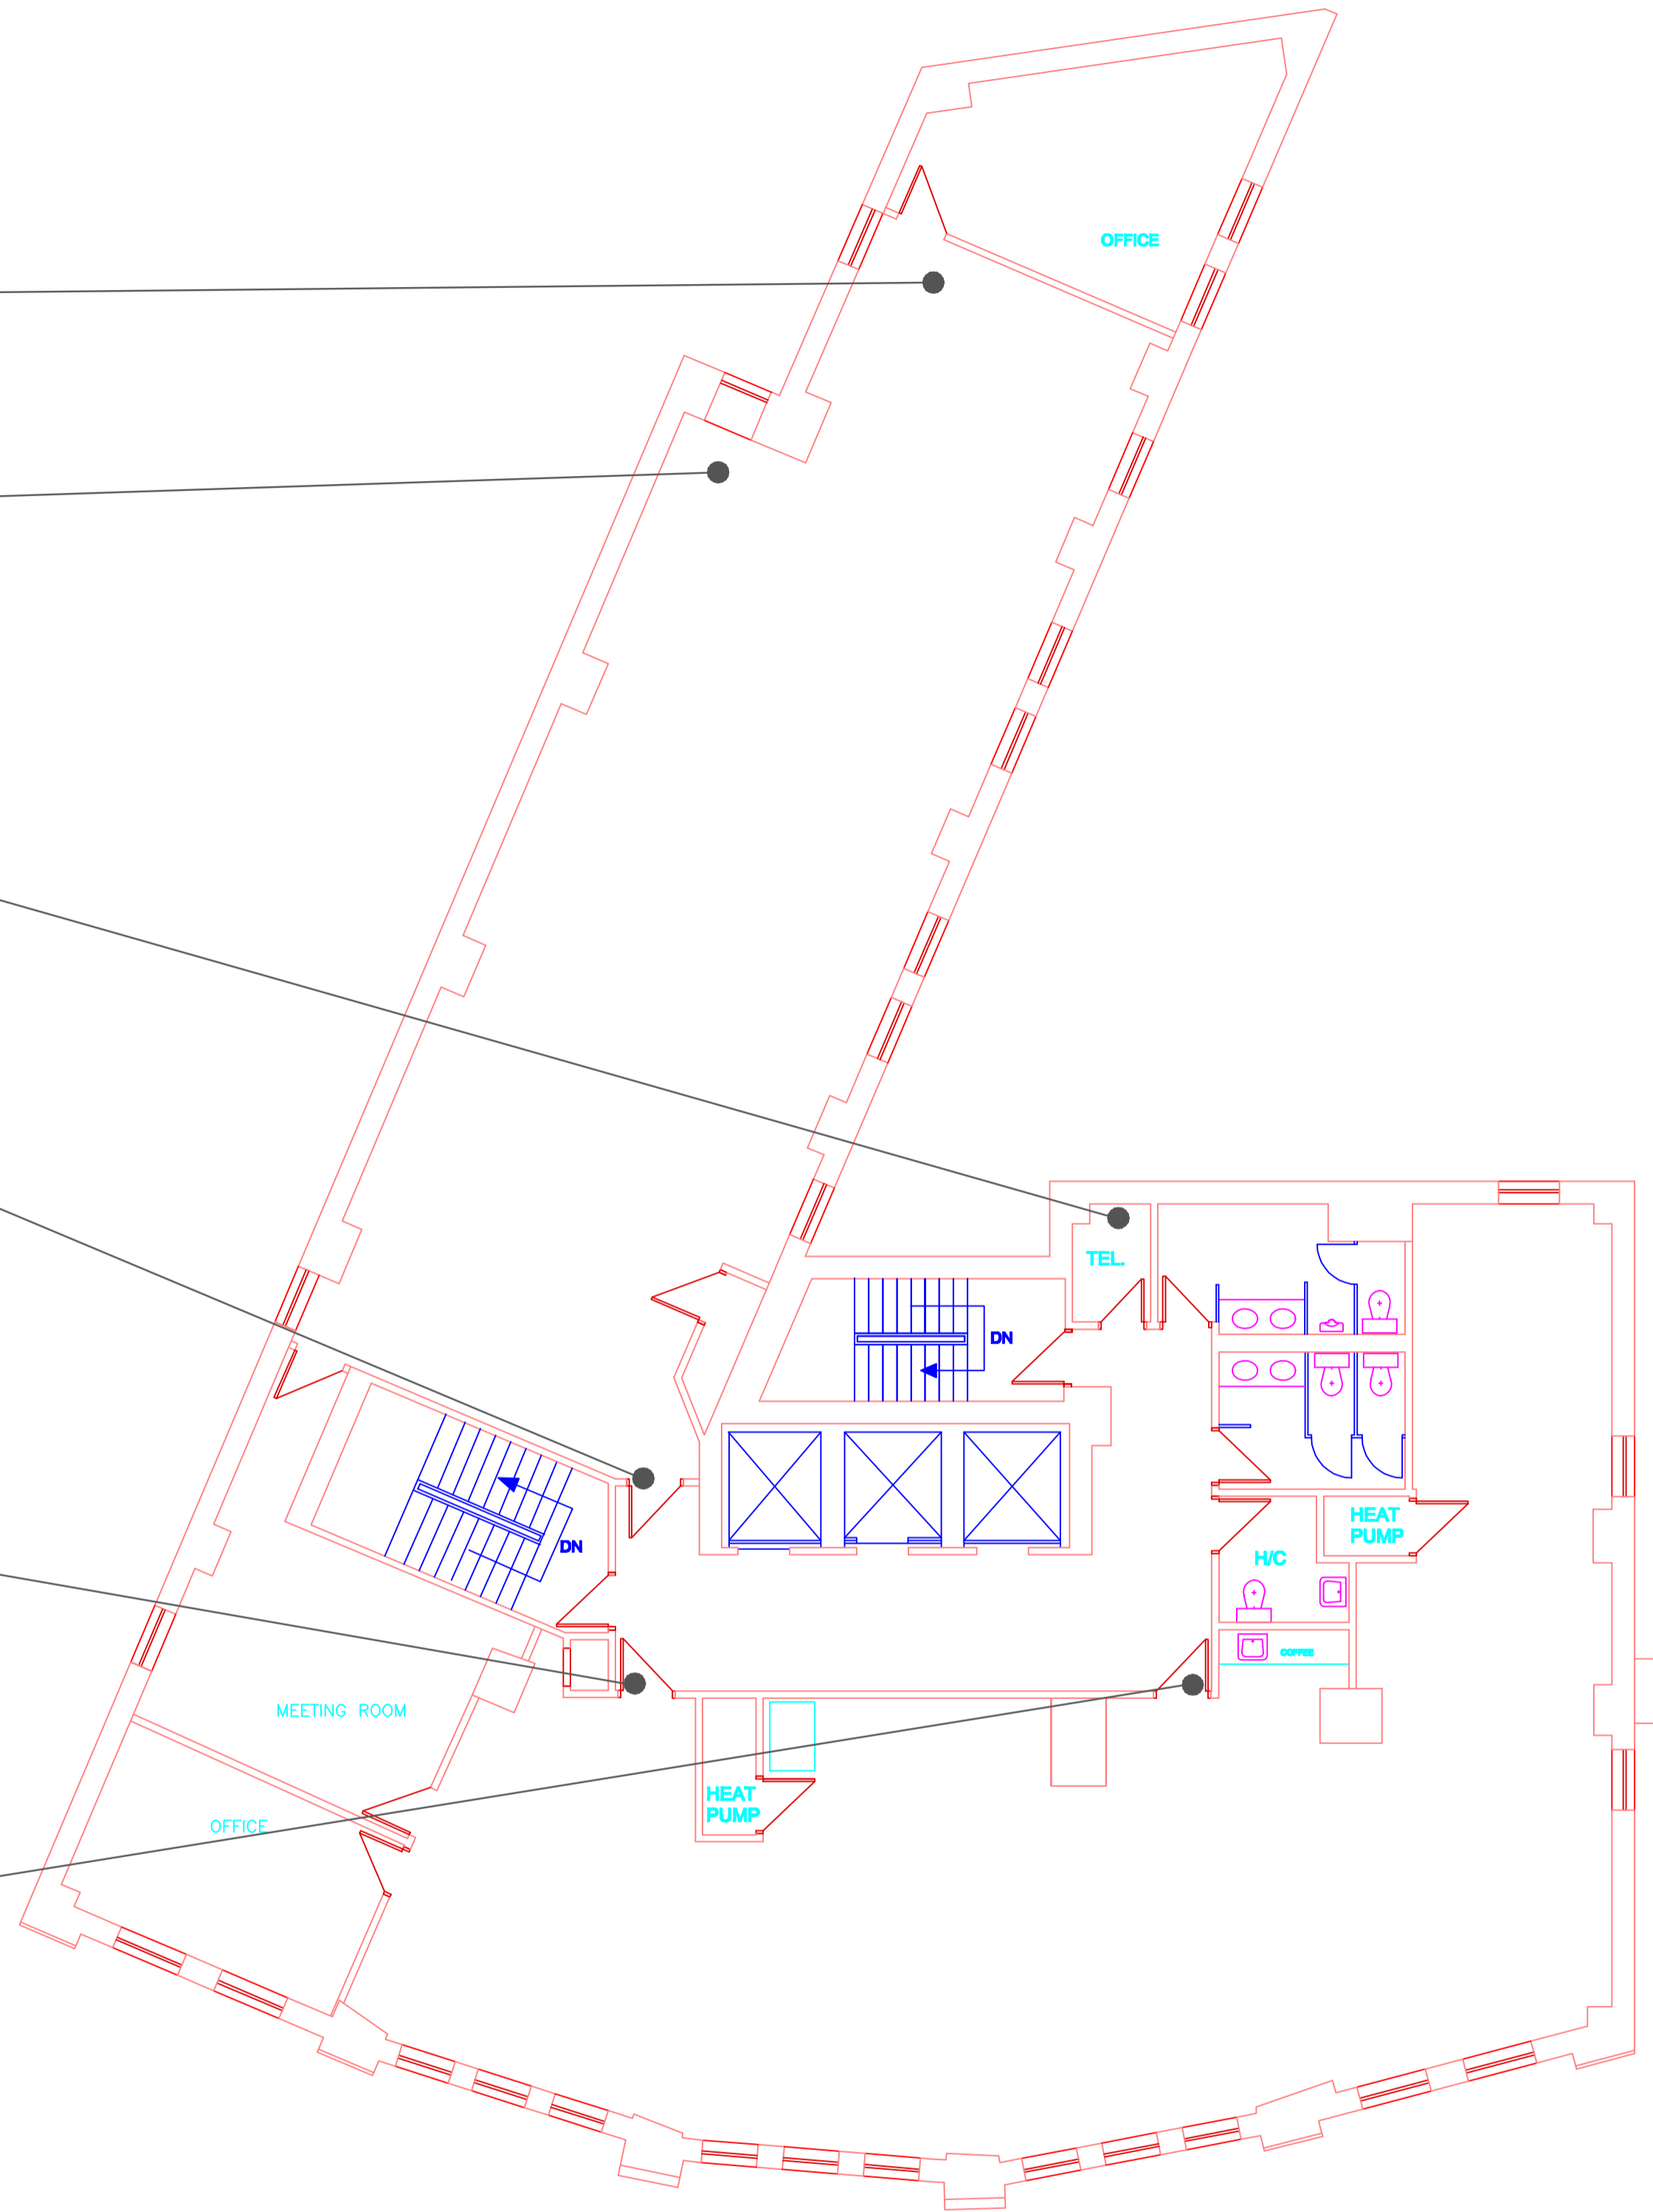 OFFICE
TEL.
DN
DN
HEAT
PUMP
H/C
COFFEE
MEETING ROOM
HEAT
PUMP
OFFICE